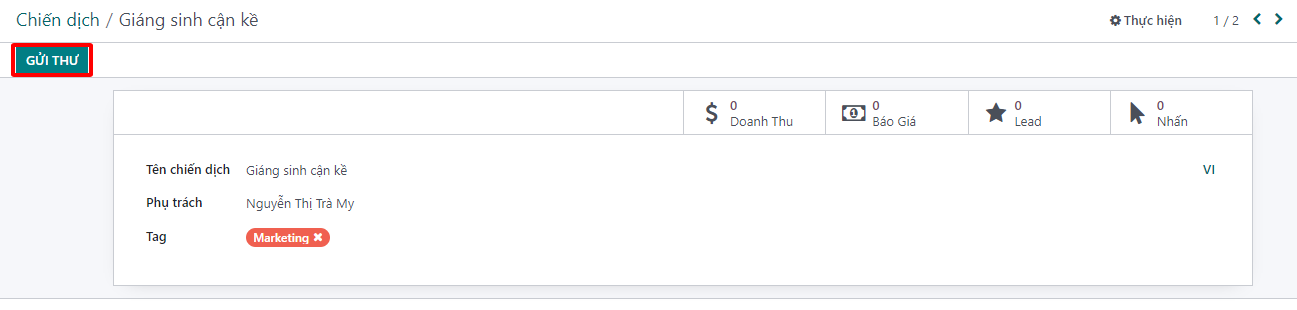 Chiến dịch / Giáng sinh cận kề
Thực hiện
1 / 2
GỬI THƯ
0
Doanh Thu
0
Báo Giá
0
Lead
0
Nhấn
Tên chiến dịch Giáng sinh cận kề VI
Phụ trách Nguyễn Thị Trà My
Tag Marketing ✖